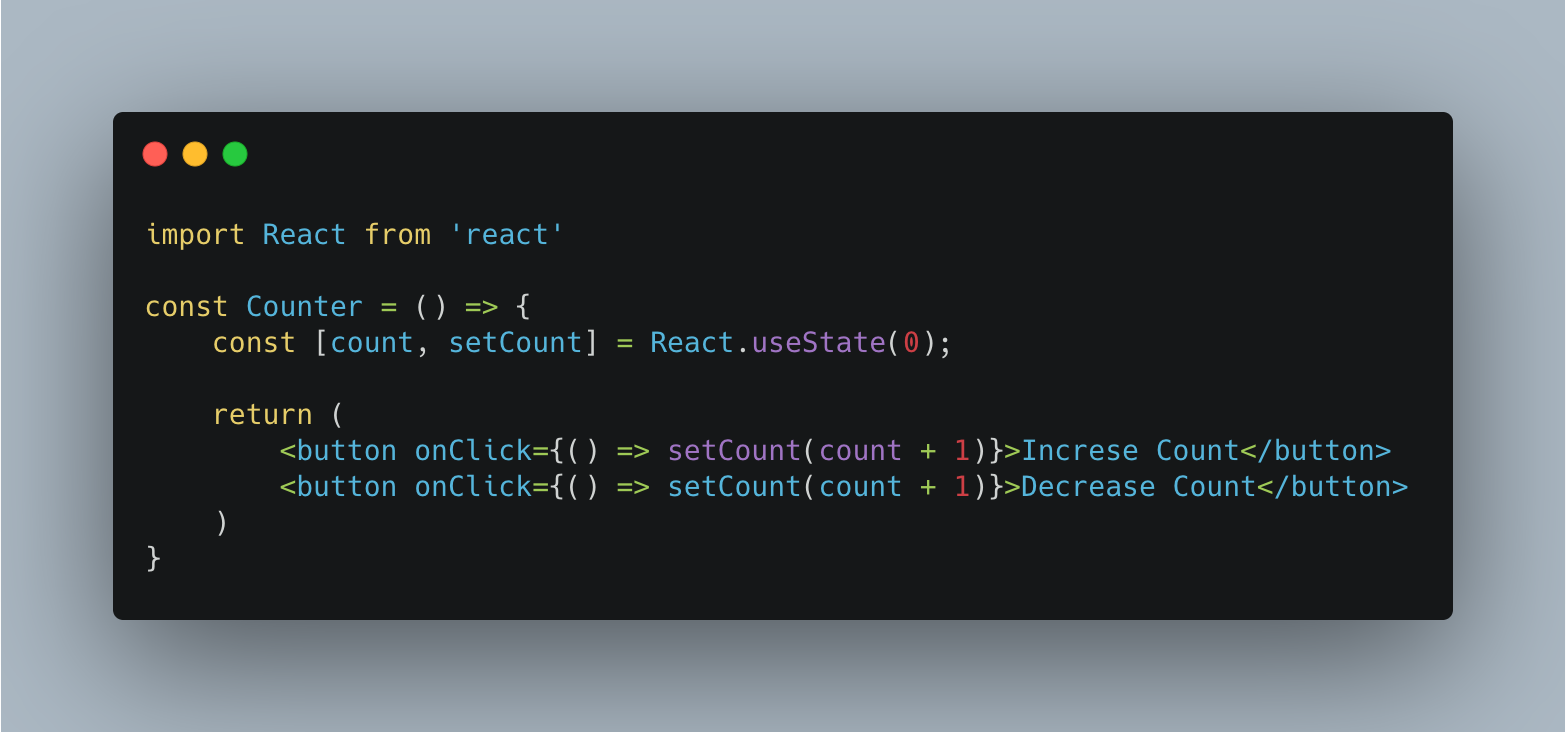 import React from 'react'
const Counter = () => {
const [count, setCount] = React.useState(0);
return (
<button onClick={() => setCount(count + 1)}>Increse Count</button>
<button onClick={() => setCount(count + 1)}>Decrease Count</button>
)
}